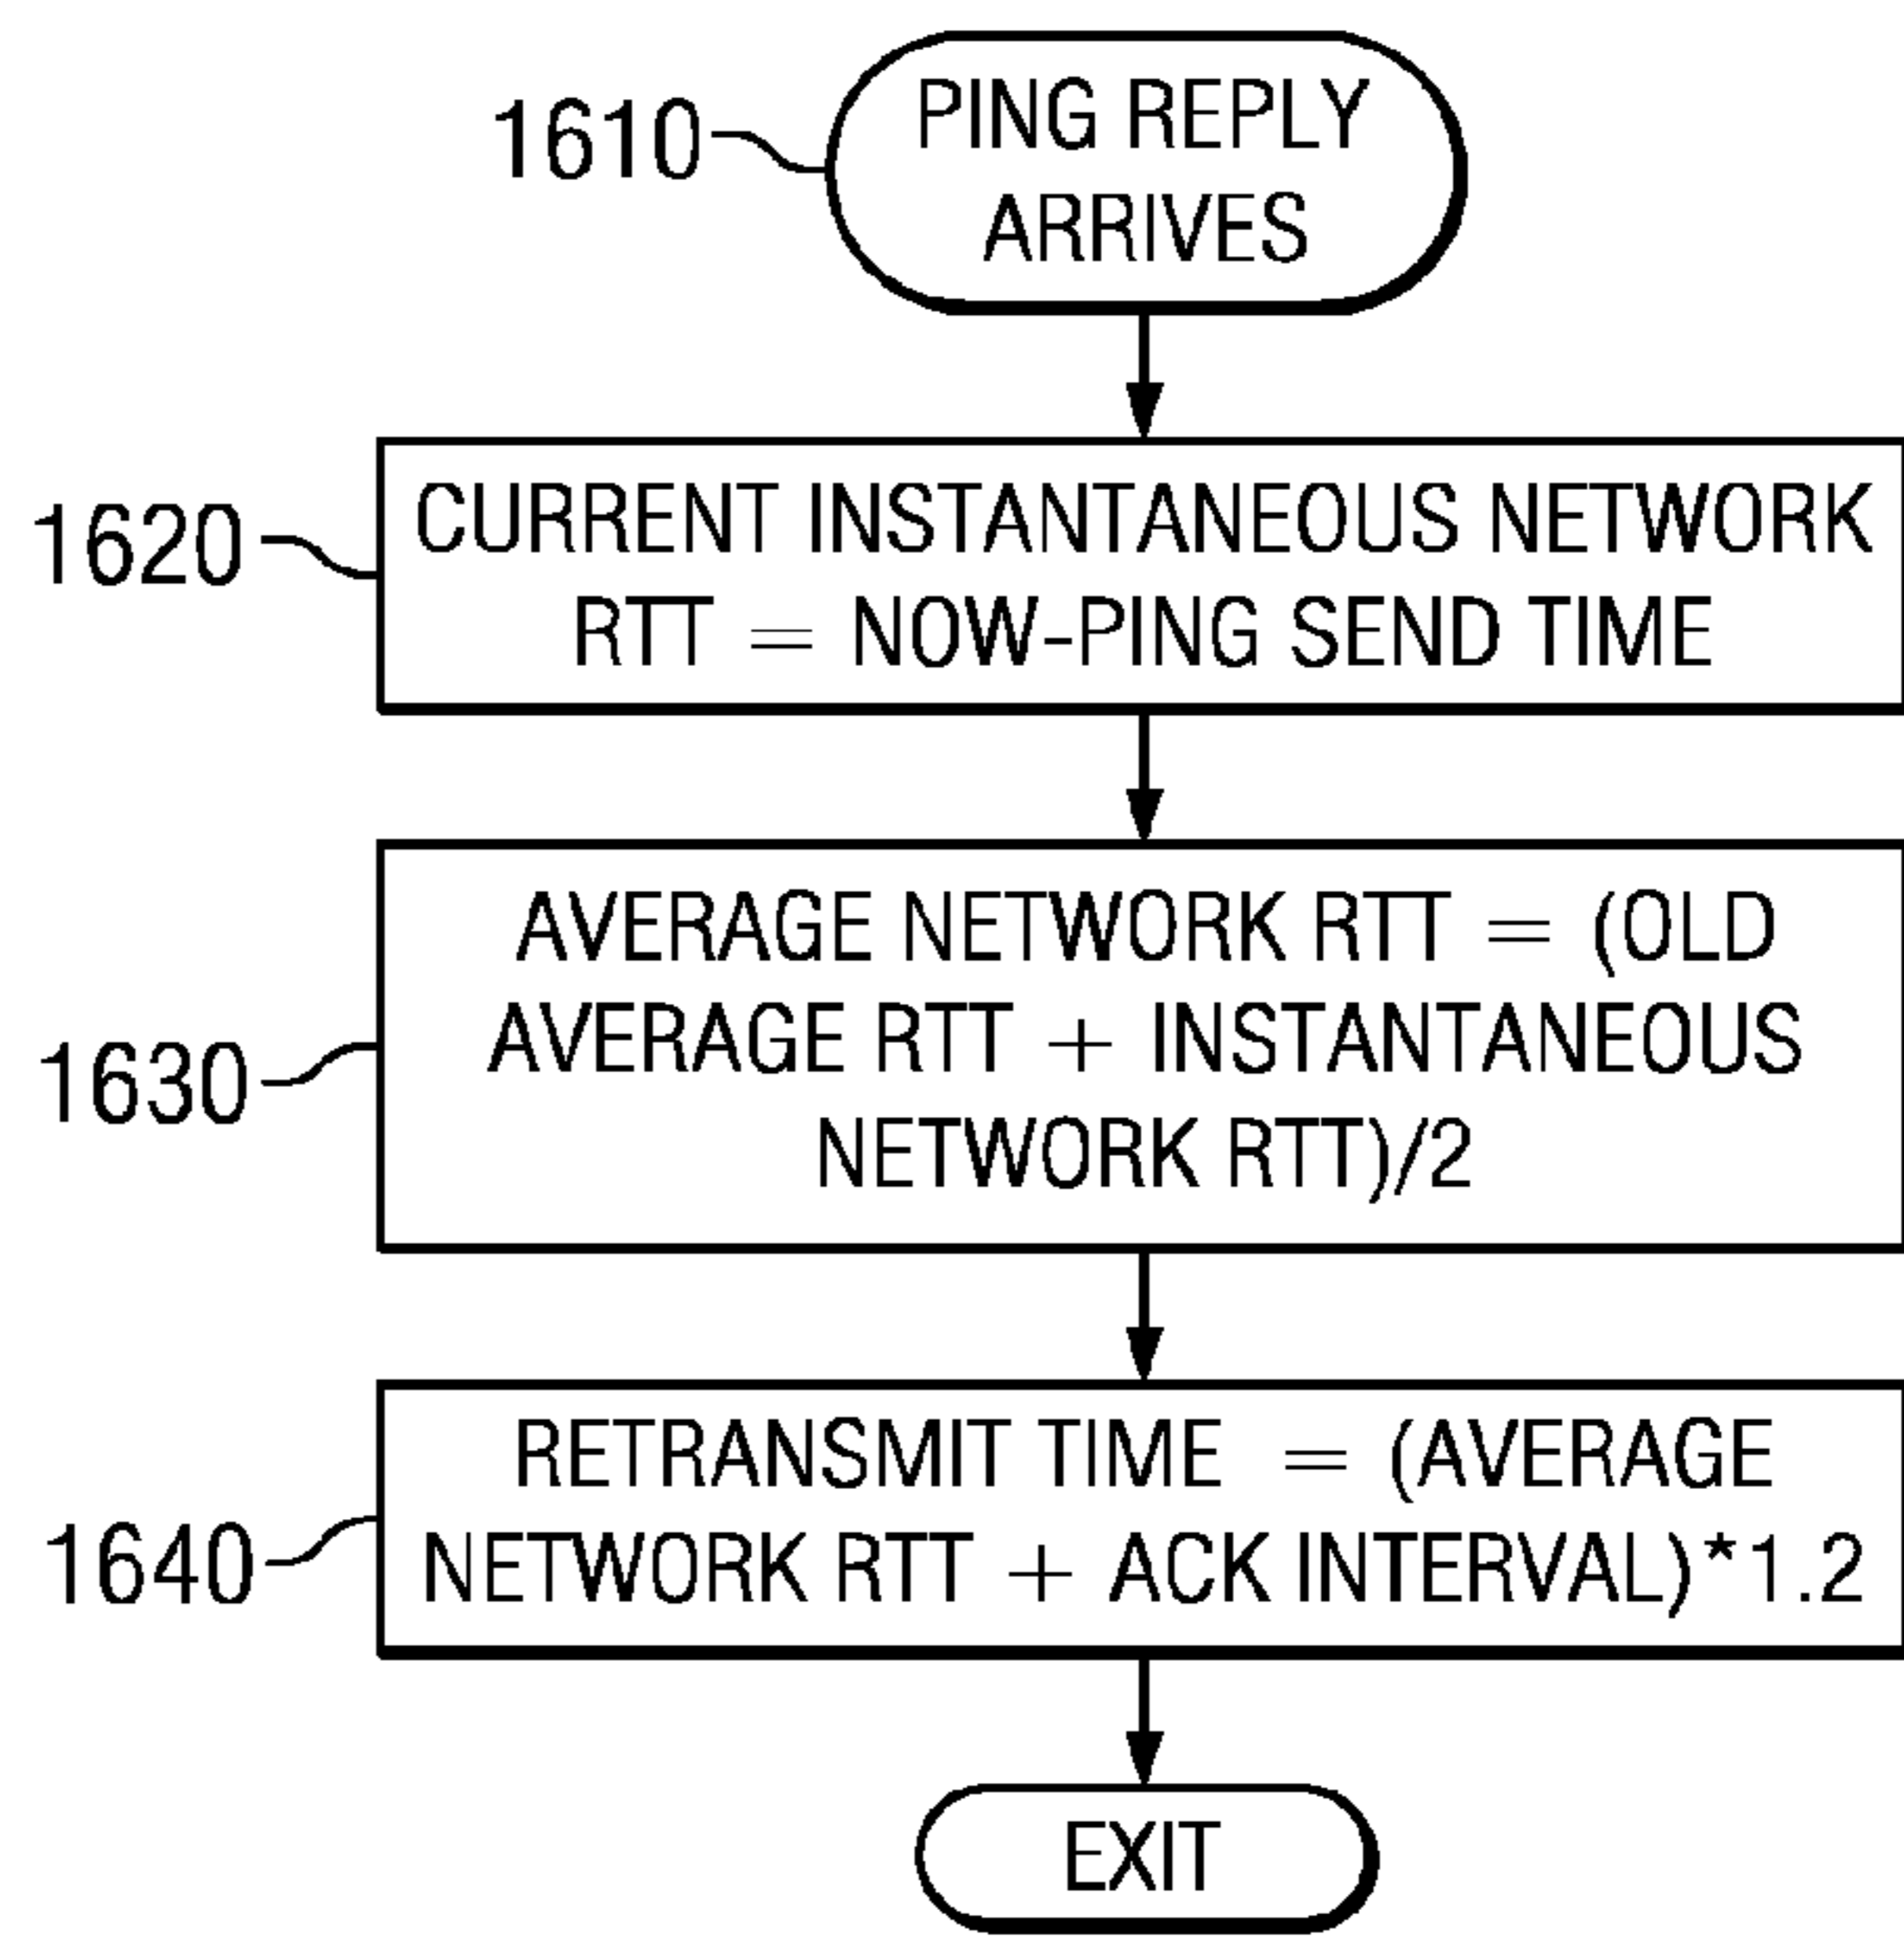 1610
PING REPLY
ARRIVES
1620
CURRENT INSTANTANEOUS NETWORK
RTT = NOW-PING SEND TIME
1630
AVERAGE NETWORK RTT = (OLD
AVERAGE RTT + INSTANTANEOUS
NETWORK RTT)/2
1640
RETRANSMIT TIME = (AVERAGE
NETWORK RTT + ACK INTERVAL)*1.2
EXIT